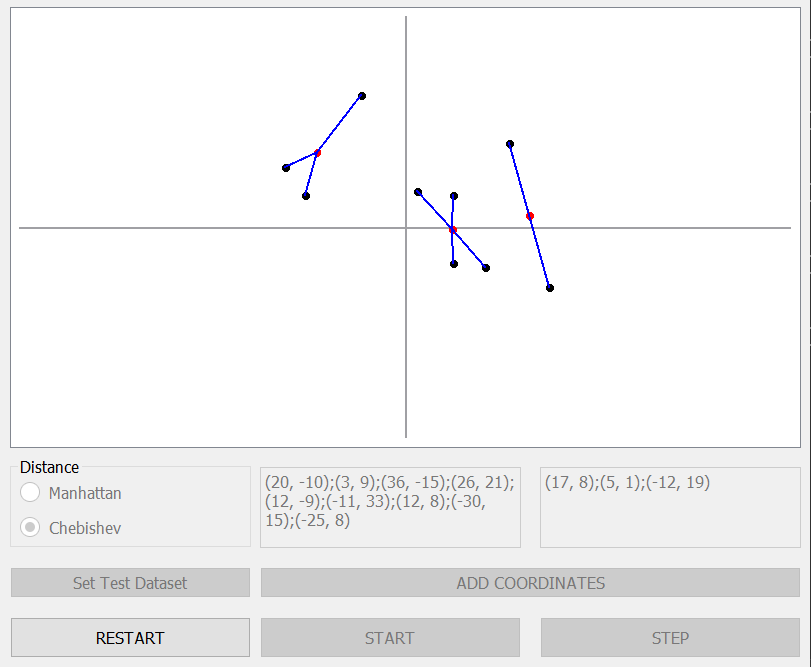 Distance
Manhattan
Chebishev
(20, -10);(3, 9);(36, -15);(26, 21);
(12, -9);(-11, 33);(12, 8);(-30,
15);(-25, 8)
(17, 8);(5, 1);(-12, 19)
Set Test Dataset
ADD COORDINATES
RESTART
START
STEP